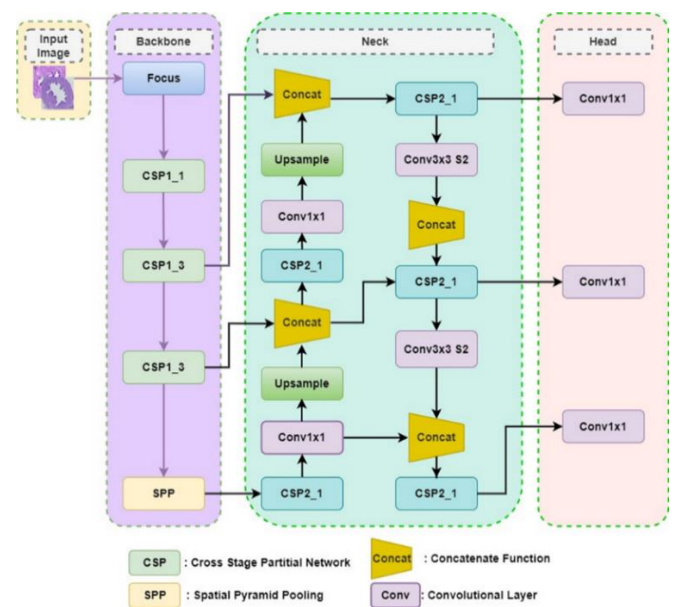 Input
Image
Backbone
Neck
Head
Focus
CSP1_1
CSP1_3
CSP1_3
SPP
Concat
Upsample
Conv1x1
CSP2_1
Concat
Upsample
Conv1x1
CSP2_1
CSP2_1
Conv3x3 S2
Concat
CSP2_1
Conv3x3 S2
Concat
CSP2_1
Conv1x1
Conv1x1
Conv1x1
CSP : Cross Stage Partitial Network
Concat : Concatenate Function
SPP : Spatial Pyramid Pooling
Conv : Convolutional Layer